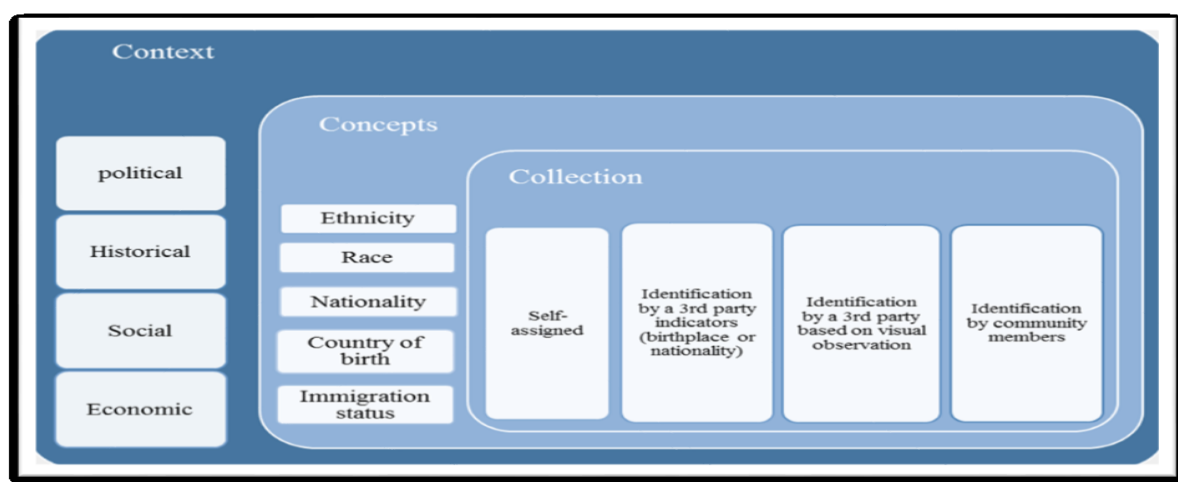 Context
political
Historical
Social
Economic
Concepts
Ethnicity
Race
Nationality
Country of
birth
Immigration
status
Collection
Self-
assigned
Identification
by a 3rd party
indicators
(birthplace or
nationality)
Identification
by a 3rd party
based on visual
observation
Identification
by community
members